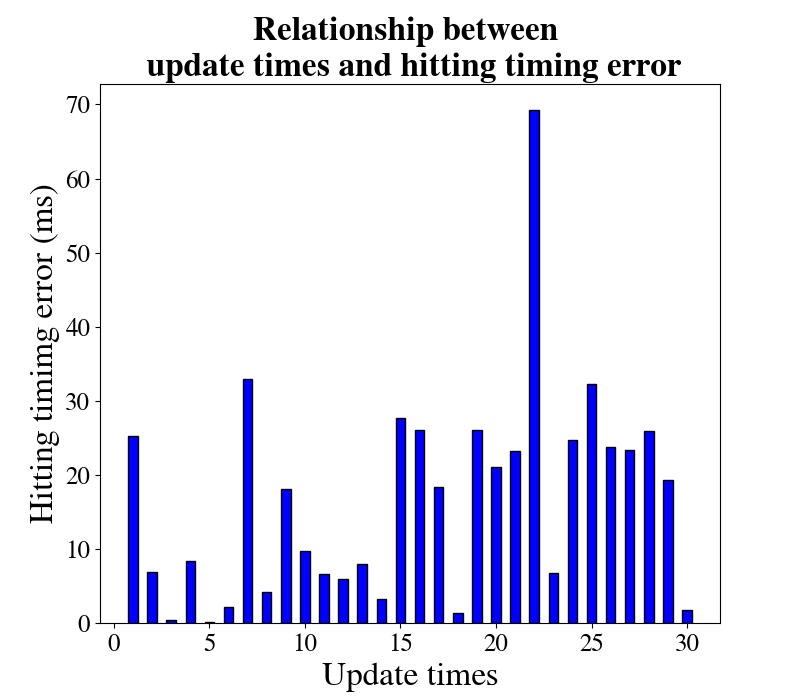 Relationship between
update times and hitting timing error
Hitting timimg error (ms)
70
60
50
40
30
20
10
0
0 5 10 15 20 25 30
Update times